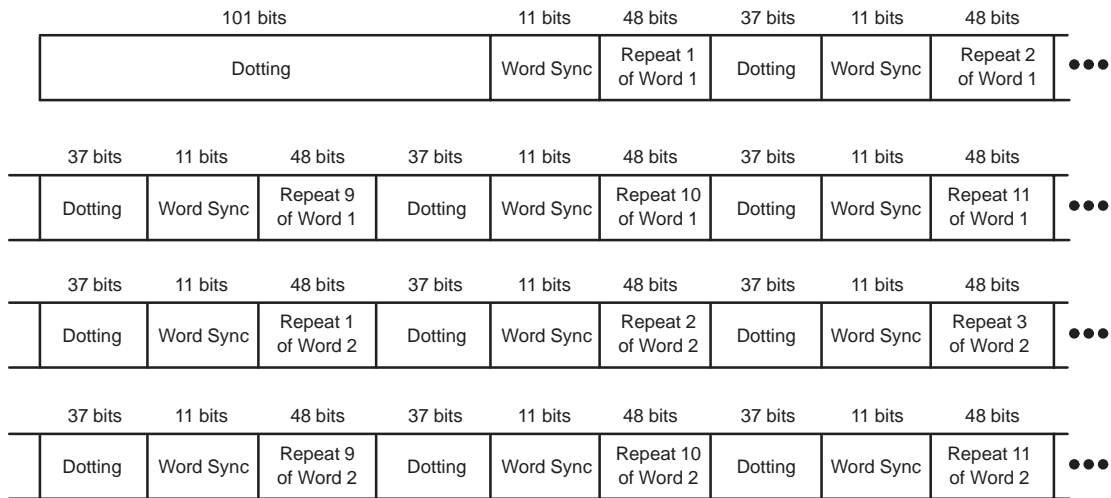 101 bits 11 bits 48 bits 37 bits 11 bits 48 bits
Dotting Word Sync Repeat 1 of Word 1 Dotting Word Sync Repeat 2 of Word 1
37 bits 11 bits 48 bits 37 bits 11 bits 48 bits 37 bits 11 bits 48 bits
Dotting Word Sync Repeat 9 of Word 1 Dotting Word Sync Repeat 10 of Word 1 Dotting Word Sync Repeat 11 of Word 1
37 bits 11 bits 48 bits 37 bits 11 bits 48 bits 37 bits 11 bits 48 bits
Dotting Word Sync Repeat 1 of Word 2 Dotting Word Sync Repeat 2 of Word 2 Dotting Word Sync Repeat 3 of Word 2
37 bits 11 bits 48 bits 37 bits 11 bits 48 bits 37 bits 11 bits 48 bits
Dotting Word Sync Repeat 9 of Word 2 Dotting Word Sync Repeat 10 of Word 2 Dotting Word Sync Repeat 11 of Word 2